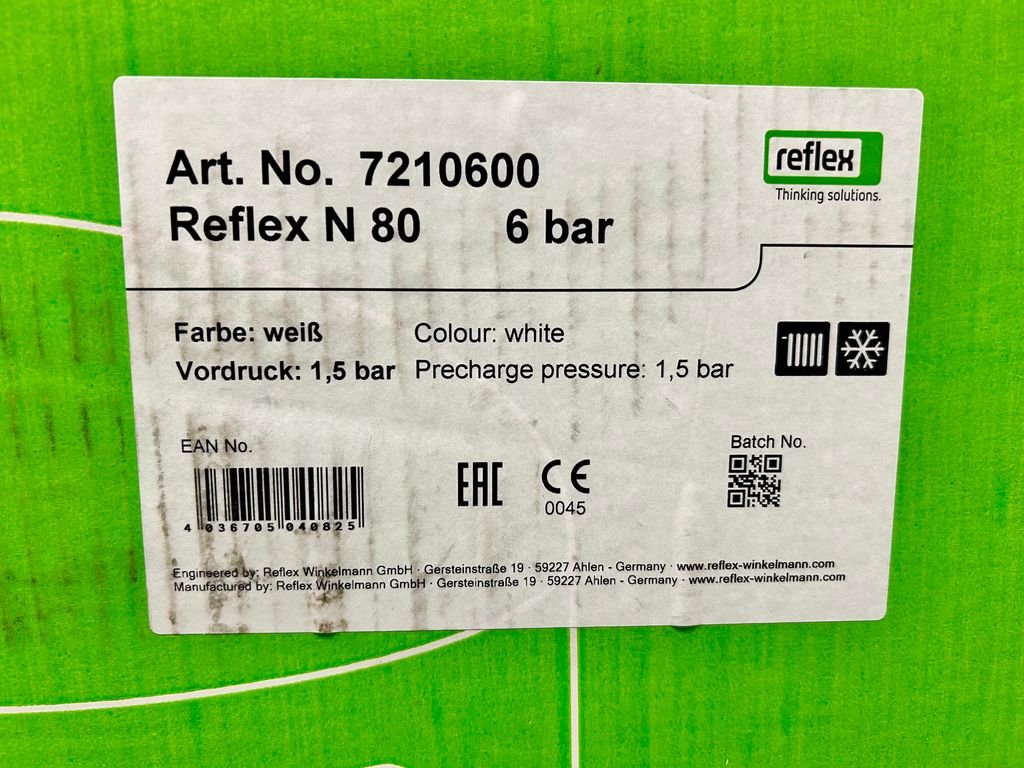 Art. No. 7210600
Reflex N 80 6 bar
reflex
Thinking solutions.
Farbe: weiß Colour: white
Vordruck: 1,5 bar Precharge pressure: 1,5 bar
EAN No.
4 036705 040825
EAC CE
0045
Batch No.
Engineered by: Reflex Winkelmann GmbH · Gersteinstraße 19 · 59227 Ahlen - Germany · www.reflex-winkelmann.com
Manufactured by: Reflex Winkelmann GmbH · Gersteinstraße 19 · 59227 Ahlen - Germany · www.reflex-winkelmann.com